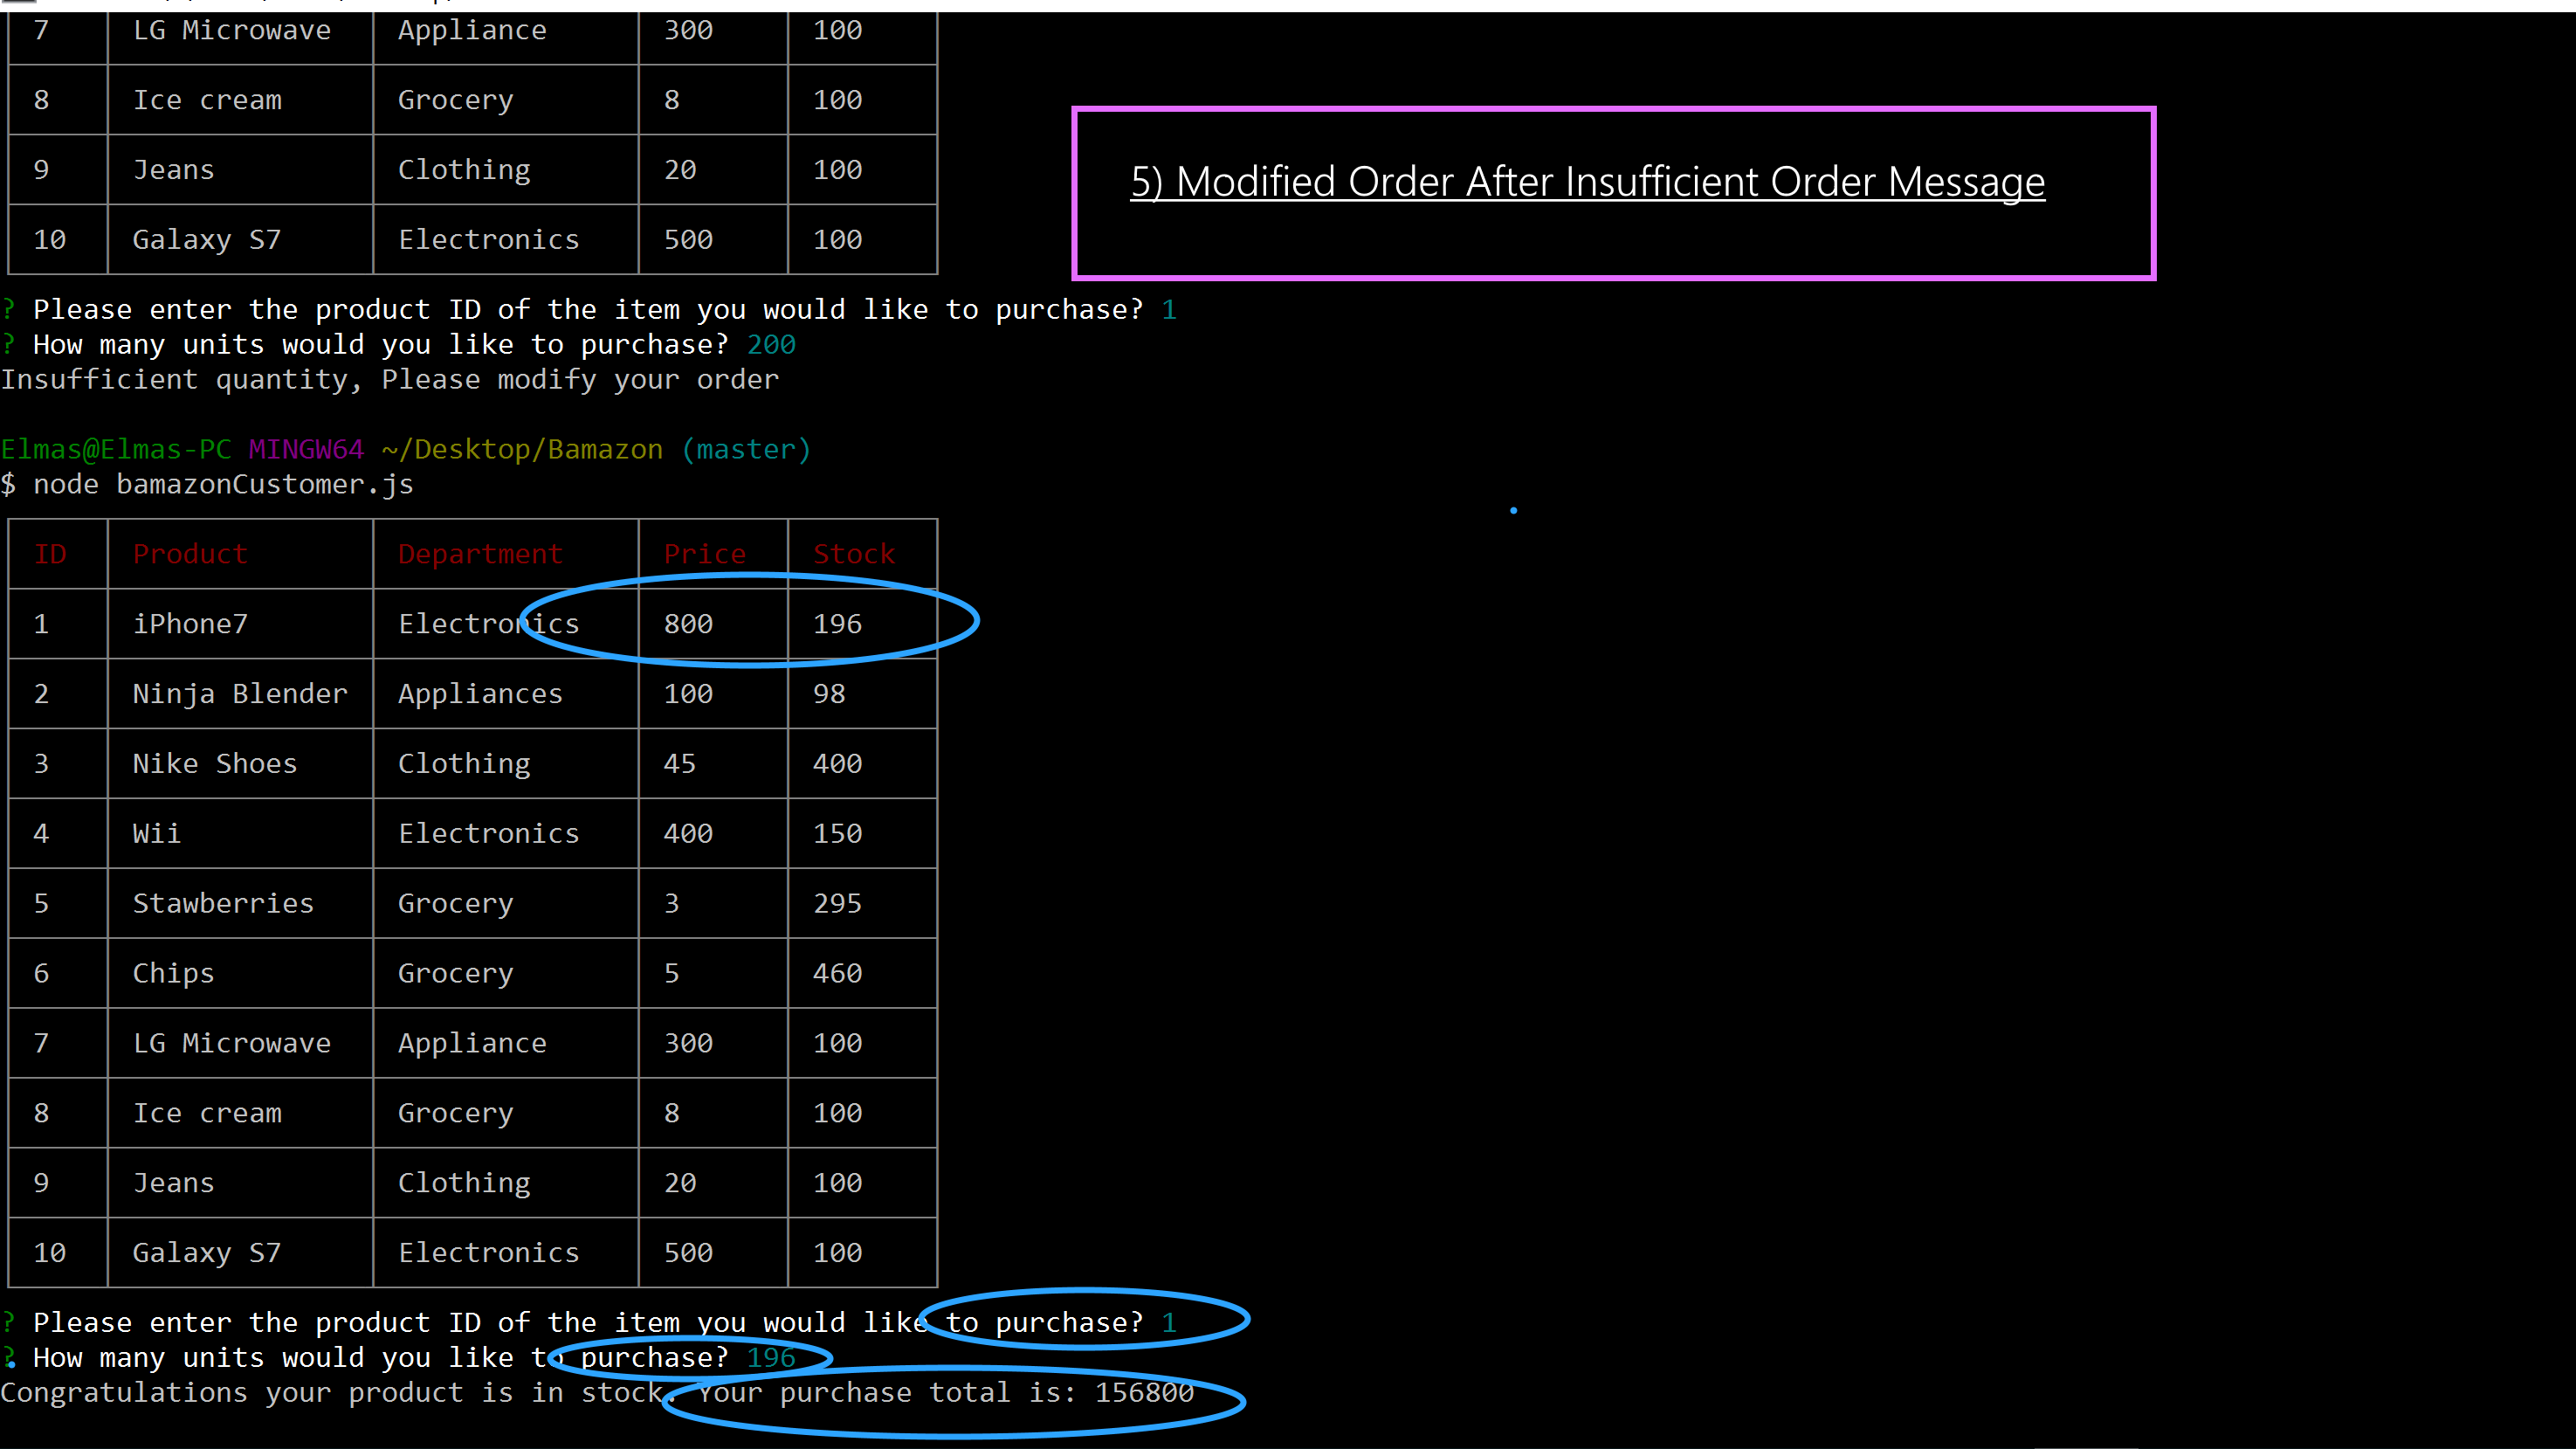 7 LG Microwave Appliance 300 100
8 Ice cream Grocery 8 100
9 Jeans Clothing 20 100
10 Galaxy S7 Electronics 500 100
5) Modified Order After Insufficient Order Message
? Please enter the product ID of the item you would like to purchase? 1
? How many units would you like to purchase? 200
Insufficient quantity, Please modify your order
Elmas@Elmas-PC MINGW64 ~/Desktop/Bamazon (master)
$ node bamazonCustomer.js
ID Product Department Price Stock
1 iPhone7 Electronics 800 196
2 Ninja Blender Appliances 100 98
3 Nike Shoes Clothing 45 400
4 Wii Electronics 400 150
5 Stawberries Grocery 3 295
6 Chips Grocery 5 460
7 LG Microwave Appliance 300 100
8 Ice cream Grocery 8 100
9 Jeans Clothing 20 100
10 Galaxy S7 Electronics 500 100
? Please enter the product ID of the item you would like to purchase? 1
? How many units would you like to purchase? 196
Congratulations your product is in stock. Your purchase total is: 156800